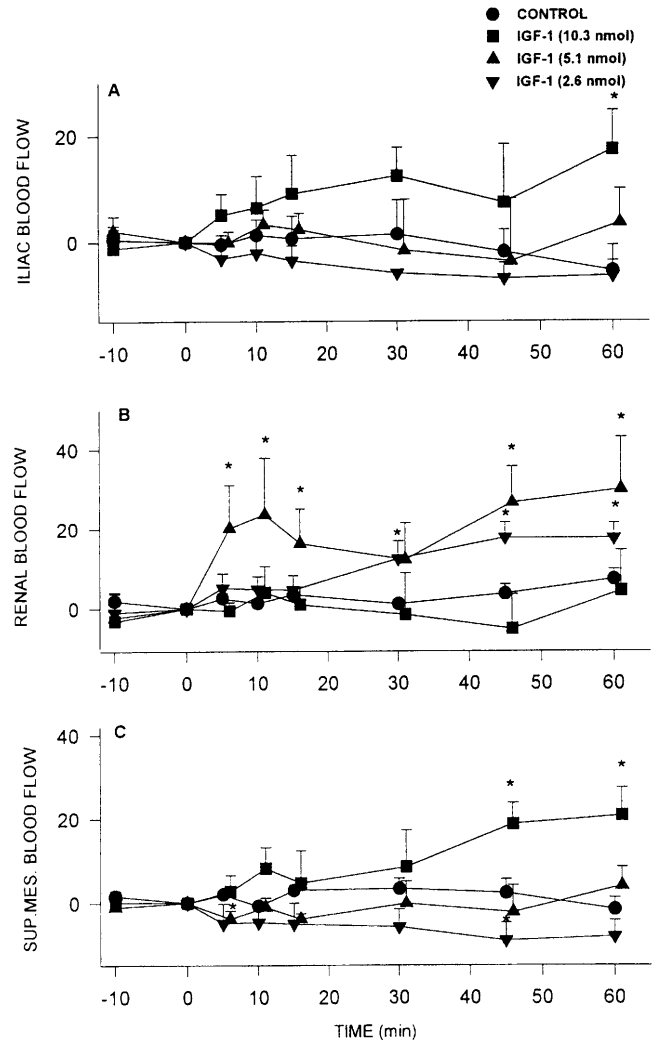 CONTROL
IGF-1 (10.3 nmol)
IGF-1 (5.1 nmol)
IGF-1 (2.6 nmol)
A
*
20
0
ILIAC BLOOD FLOW
-10 0 10 20 30 40 50 60
B
* * * * * * * *
40
20
0
RENAL BLOOD FLOW
-10 0 10 20 30 40 50 60
C
* * * *
40
20
0
SUP.MES. BLOOD FLOW
-10 0 10 20 30 40 50 60
TIME (min)